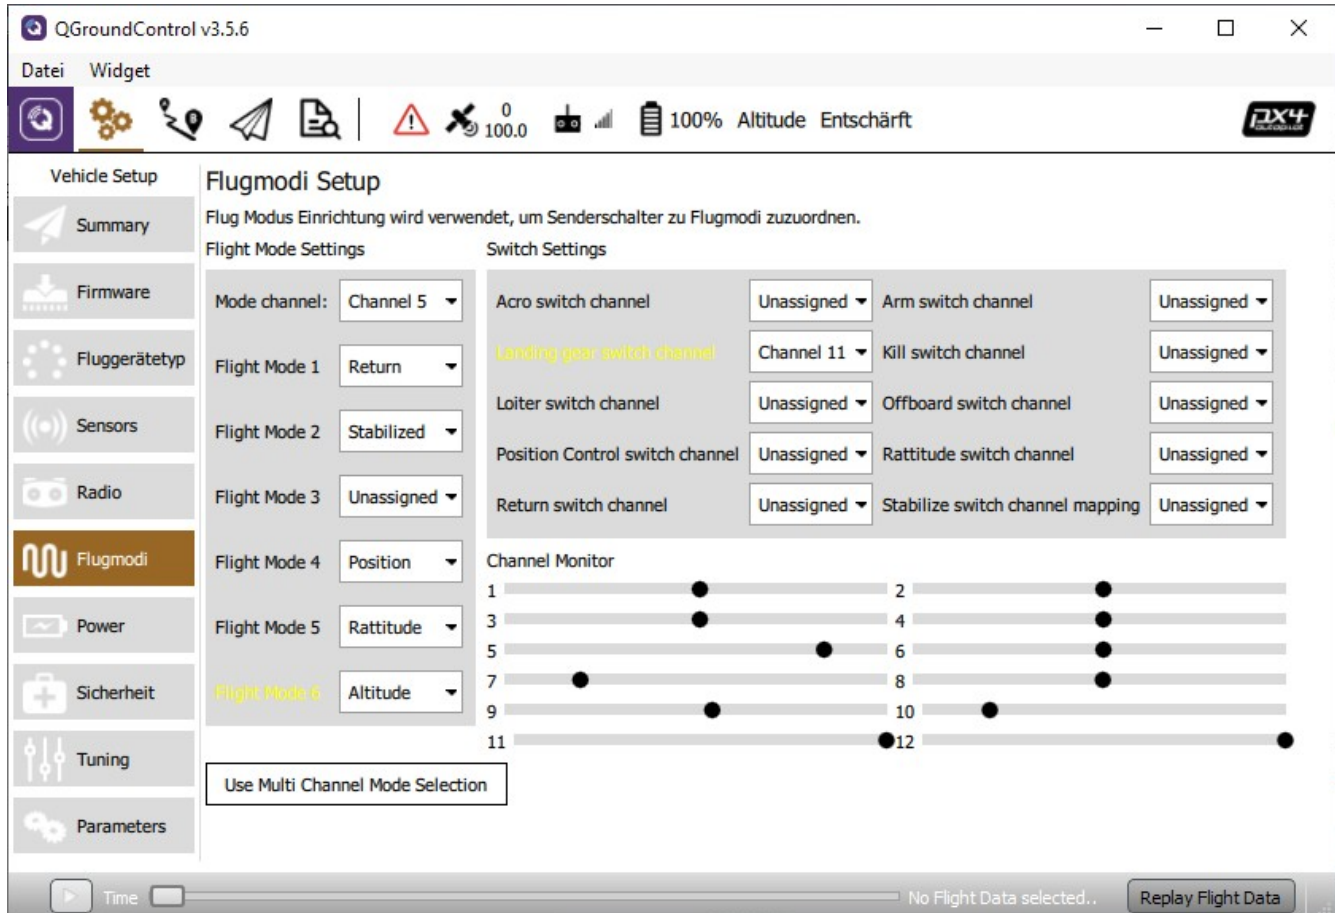 QGroundControl v3.5.6
Datei Widget
0
100.0
100% Altitude Entschärft
px4
autopilot
Vehicle Setup
Summary
Firmware
Fluggerätetyp
Sensors
Radio
Flugmodi
Power
Sicherheit
Tuning
Parameters
Flugmodi Setup
Flug Modus Einrichtung wird verwendet, um Senderschalter zu Flugmodi zuzuordnen.
Flight Mode Settings
Mode channel: Channel 5
Flight Mode 1 Return
Flight Mode 2 Stabilized
Flight Mode 3 Unassigned
Flight Mode 4 Position
Flight Mode 5 Rattitude
Flight Mode 6 Altitude
Use Multi Channel Mode Selection
Switch Settings
Acro switch channel Unassigned Arm switch channel Unassigned
Landing gear switch channel Channel 11 Kill switch channel Unassigned
Loiter switch channel Unassigned Offboard switch channel Unassigned
Position Control switch channel Unassigned Rattitude switch channel Unassigned
Return switch channel Unassigned Stabilize switch channel mapping Unassigned
Channel Monitor
1 2
3 4
5 6
7 8
9 10
11 12
Time No Flight Data selected.. Replay Flight Data